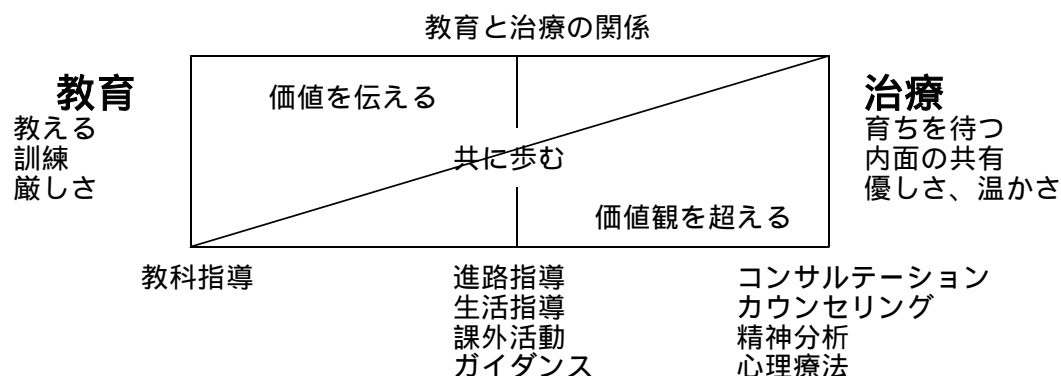 教育と治療の関係
教育
教える
訓練
厳しさ
価値を伝える
共に歩む
価値観を超える
治療
育ちを待つ
内面の共有
優しさ、温かさ
教科指導
進路指導
生活指導
課外活動
ガイダンス
コンサルテーション
カウンセリング
精神分析
心理療法